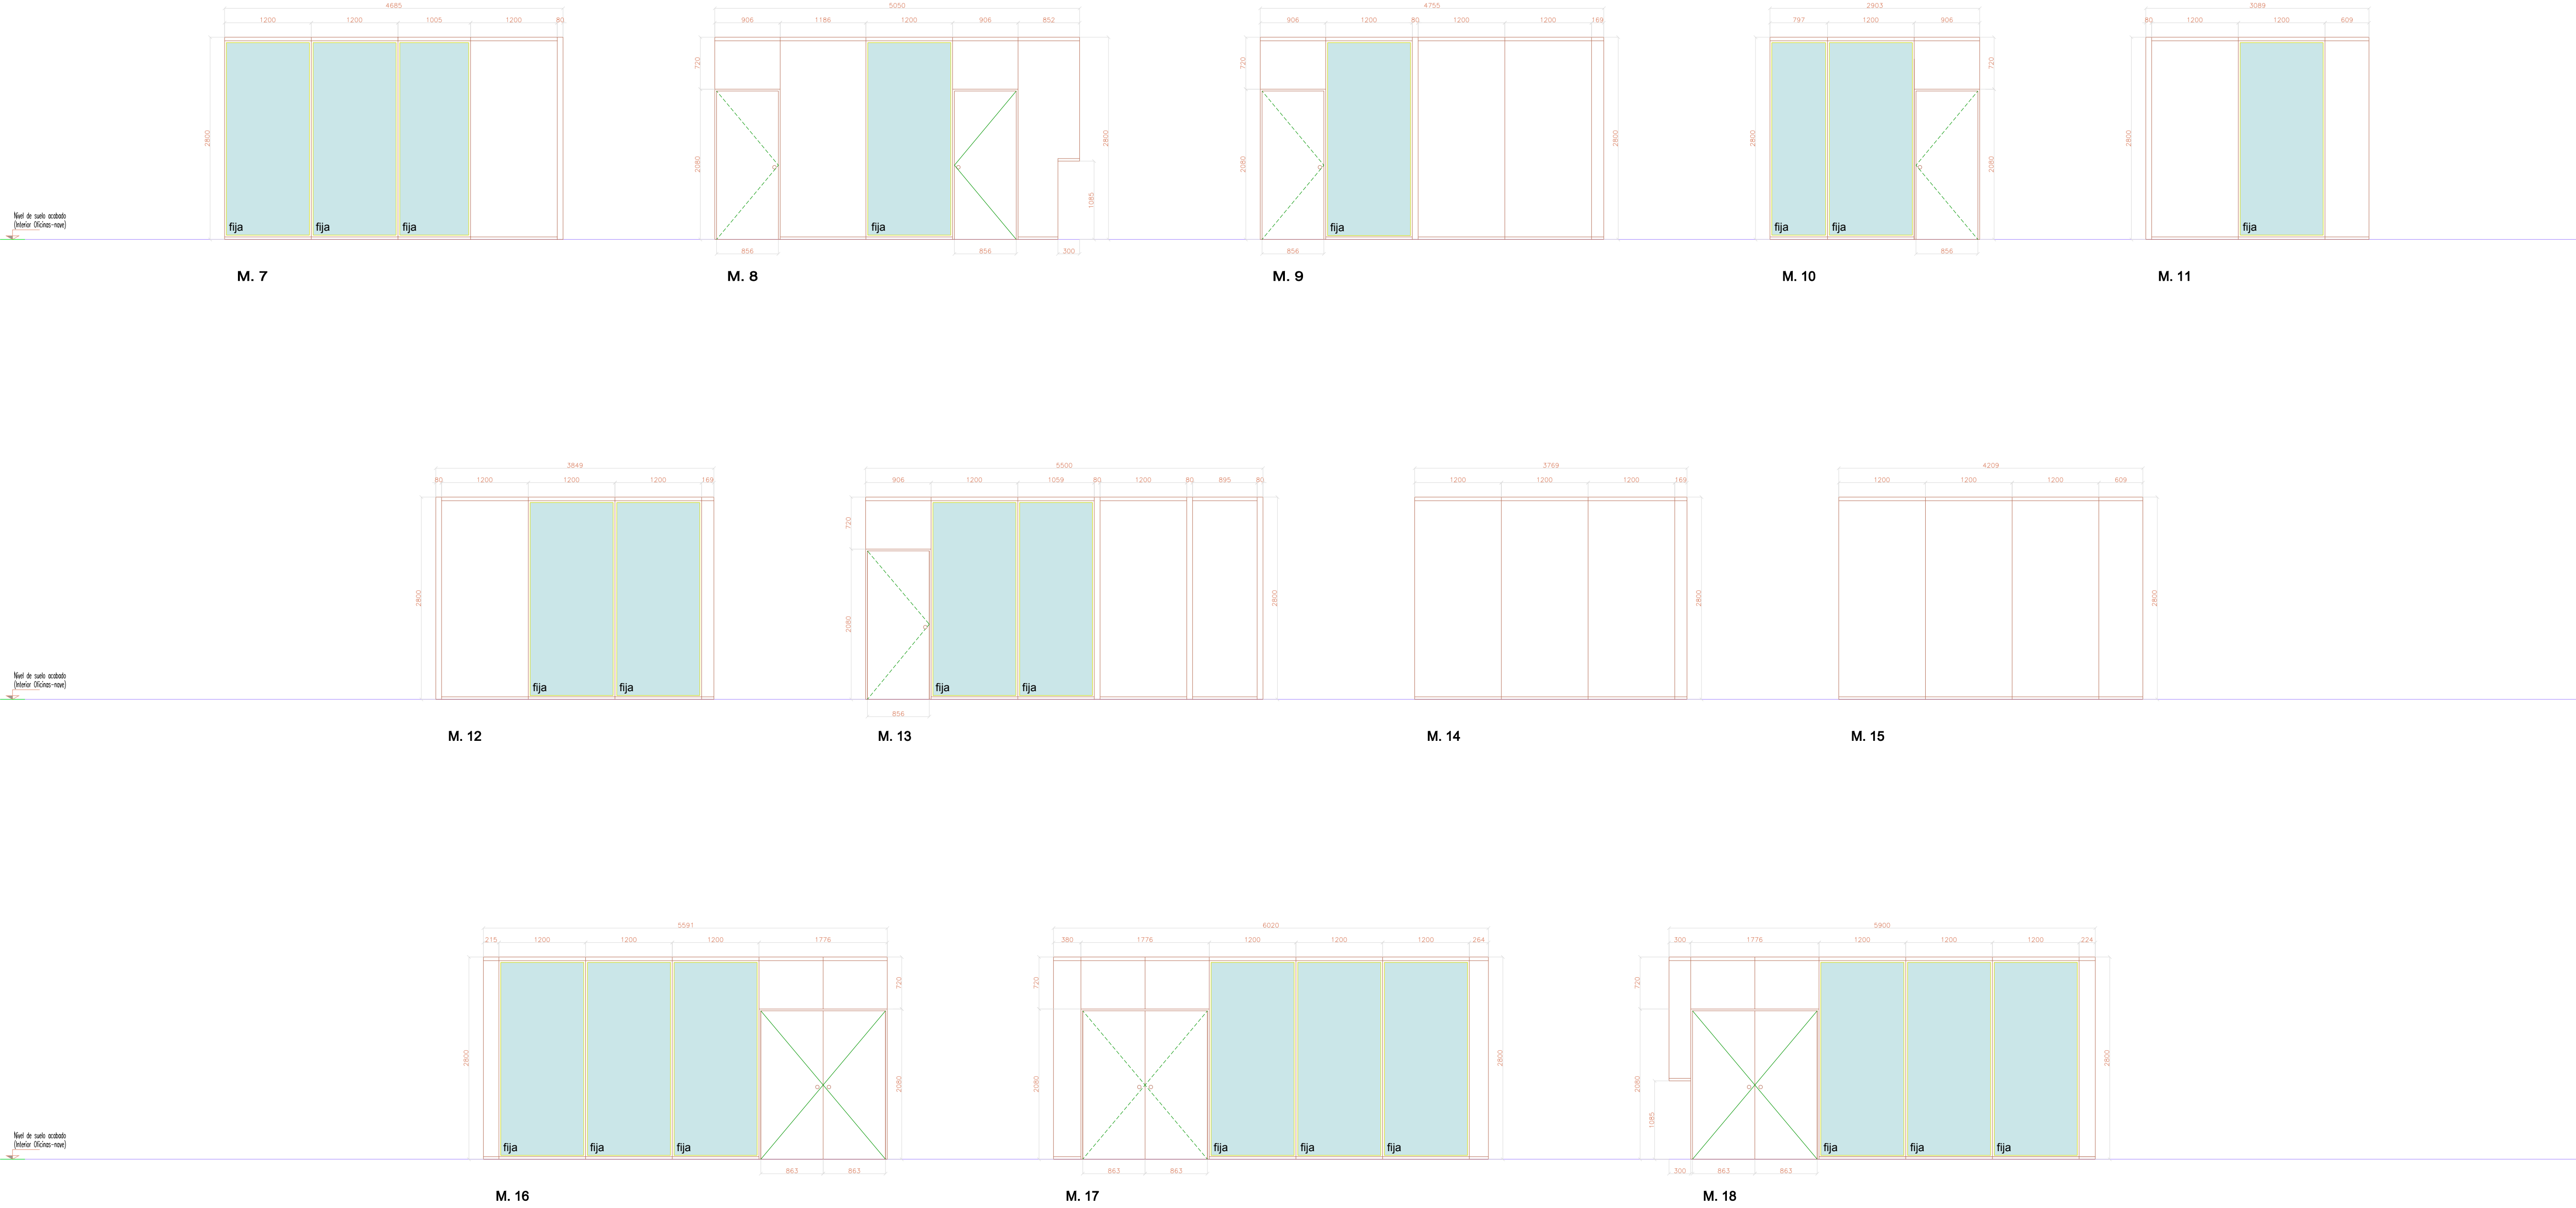 4685 5050 4755 2903 3089
1200 1200 1005 1200 80 906 1186 1200 906 852 906 1200 80 1200 1200 169 797 1200 906 80 1200 1200 609
720 720 720
2800 2080 2800 2080 2800 2800 2080 2800
1085
Nivel de suelo acabado
(Interior Oficinas-nave)
fija fija fija fija fija fija fija fija
856 856 300 856 856
M. 7 M. 8 M. 9 M. 10 M. 11
3849 5500 3769 4209
80 1200 1200 1200 169 906 1200 1059 80 1200 80 895 80 1200 1200 1200 169 1200 1200 1200 609
720
2800 2080 2800 2800 2800
Nivel de suelo acabado
(Interior Oficinas-nave)
fija fija fija fija
856
M. 12 M. 13 M. 14 M. 15
5591 6020 5900
215 1200 1200 1200 1776 380 1776 1200 1200 1200 264 300 1776 1200 1200 1200 224
720 720 720
2800 2080 2080 2800 2080 2800
1085
Nivel de suelo acabado
(Interior Oficinas-nave)
fija fija fija fija fija fija fija fija fija
863 863 863 863 300 863 863
M. 16 M. 17 M. 18